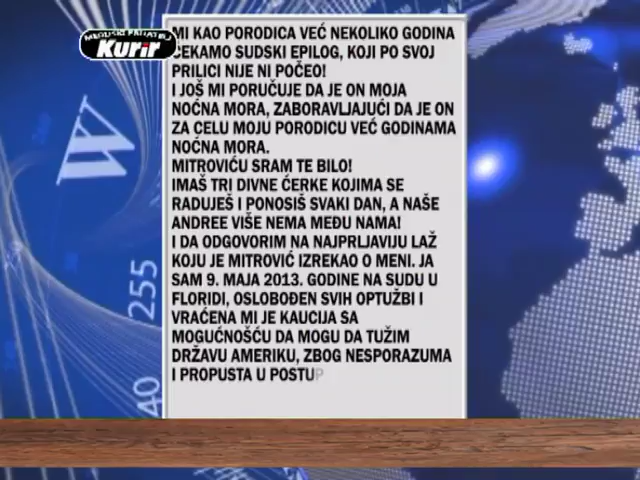 MEDIJSKI PRIJATELJ
Kurir
MI KAO PORODICA VEĆ NEKOLIKO GODINA
ČEKAMO SUDSKI EPILOG, KOJI PO SVOJ
PRILICI NIJE NI POČEO!
I JOŠ MI PORUČUJE DA JE ON MOJA
NOĆNA MORA, ZABORAVLJAJUĆI DA JE ON
ZA CELU MOJU PORODICU VEĆ GODINAMA
NOĆNA MORA.
MITROVIĆU SRAM TE BILO!
IMAŠ TRI DIVNE ĆERKE KOJIMA SE
RADUJEŠ I PONOSIŠ SVAKI DAN, A NAŠE
ANDREE VIŠE NEMA MEĐU NAMA!
I DA ODGOVORIM NA NAJPRLJAVIJU LAŽ
KOJU JE MITROVIĆ IZREKAO O MENI. JA
SAM 9. MAJA 2013. GODINE NA SUDU U
FLORIDI, OSLOBOĐEN SVIH OPTUŽBI I
VRAĆENA MI JE KAUCIJA SA
MOGUĆNOŠĆU DA MOGU DA TUŽIM
DRŽAVU AMERIKU, ZBOG NESPORAZUMA
I PROPUSTA U POSTUP
W
255
40